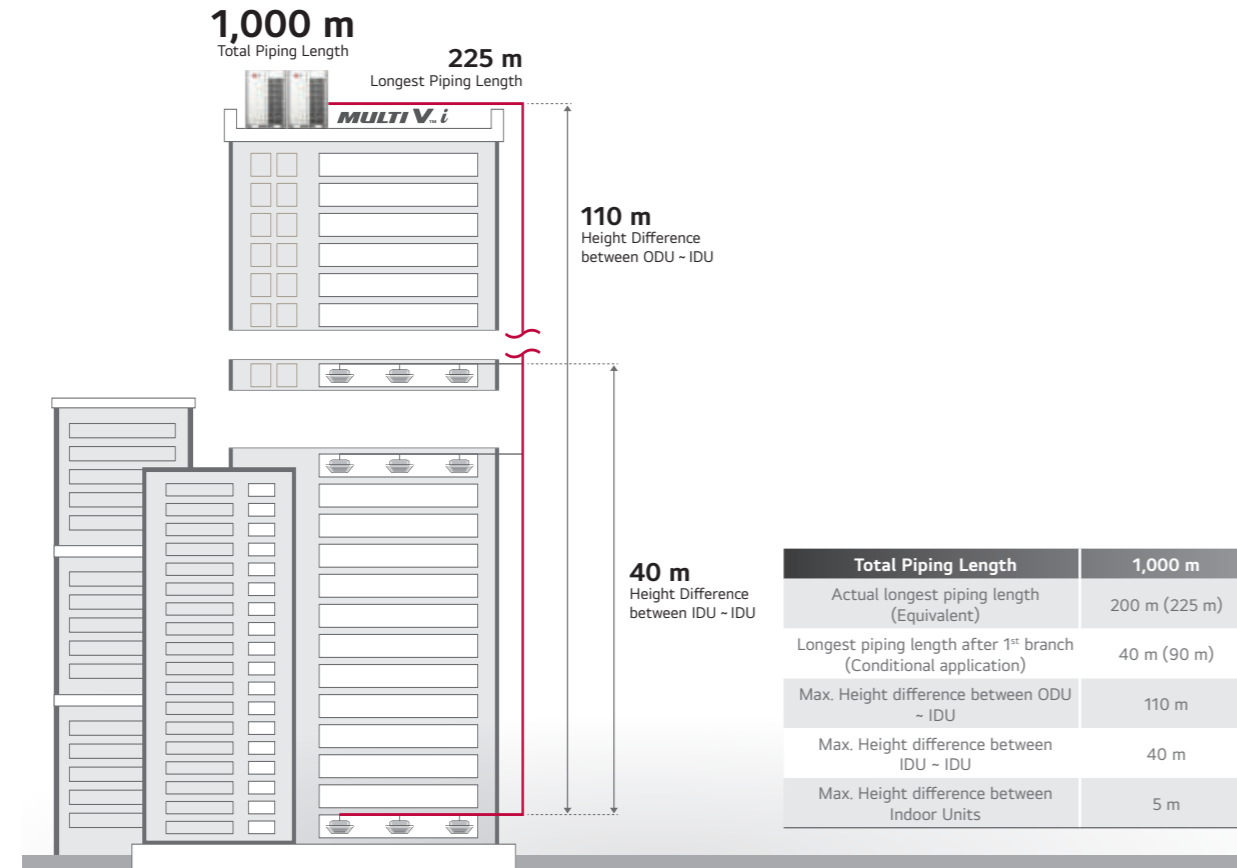 1,000 m
Total Piping Length
225 m
Longest Piping Length
MULTI V™ i
110 m
Height Difference
between ODU ~ IDU
40 m
Height Difference
between IDU ~ IDU
Total Piping Length 1,000 m
Actual longest piping length
(Equivalent) 200 m (225 m)
Longest piping length after 1st branch
(Conditional application) 40 m (90 m)
Max. Height difference between ODU
~ IDU 110 m
Max. Height difference between
IDU ~ IDU 40 m
Max. Height difference between
Indoor Units 5 m